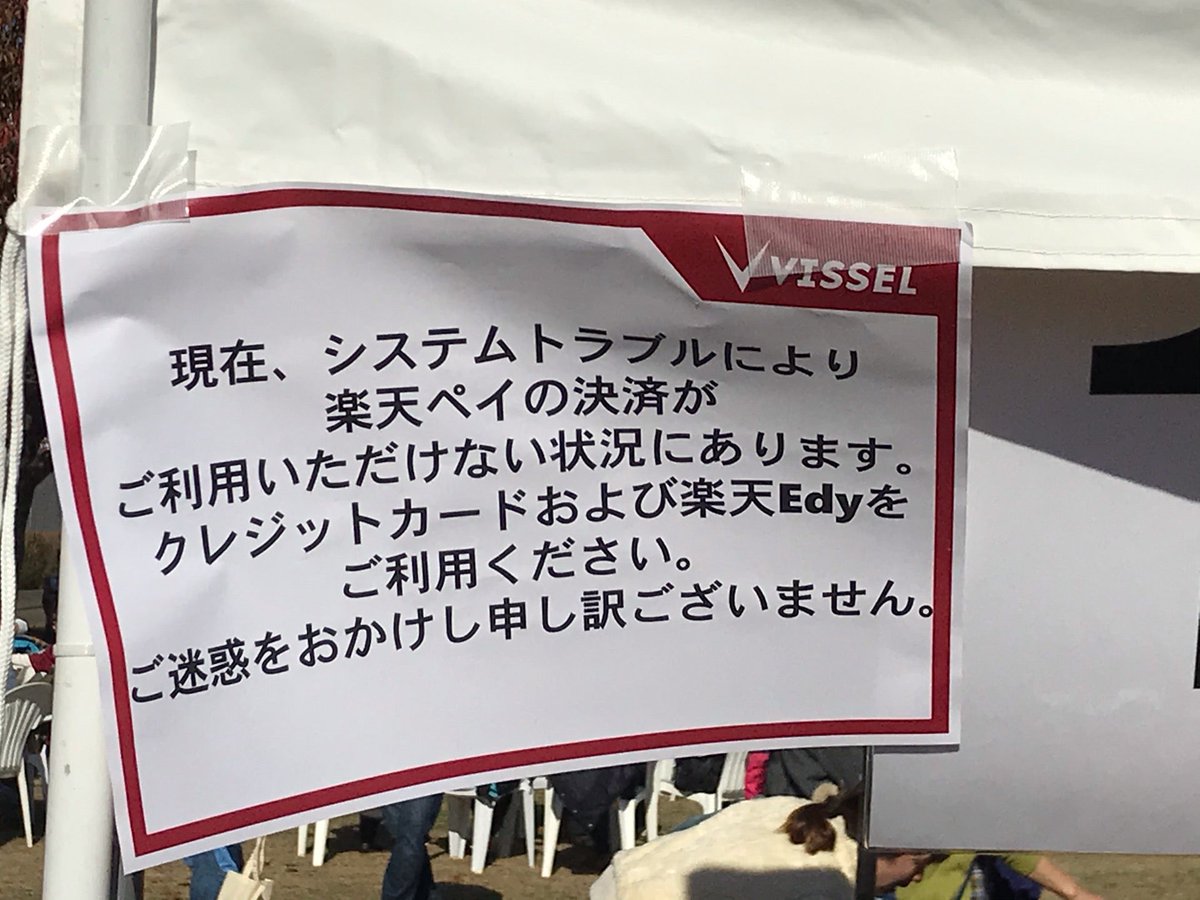 VISSEL
現在、システムトラブルにより
楽天ペイの決済が
ご利用いただけない状況にあります。
クレジットカードおよび楽天Edyを
ご利用ください。
ご迷惑をおかけし申し訳ございません。